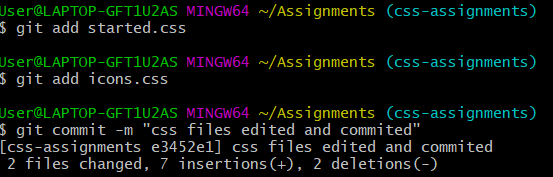 User@LAPTOP-GFT1U2AS MINGW64 ~/Assignments (css-assignments)
$ git add started.css
User@LAPTOP-GFT1U2AS MINGW64 ~/Assignments (css-assignments)
$ git add icons.css
User@LAPTOP-GFT1U2AS MINGW64 ~/Assignments (css-assignments)
$ git commit -m "css files edited and commited"
[css-assignments e3452e1] css files edited and commited
 2 files changed, 7 insertions(+), 2 deletions(-)